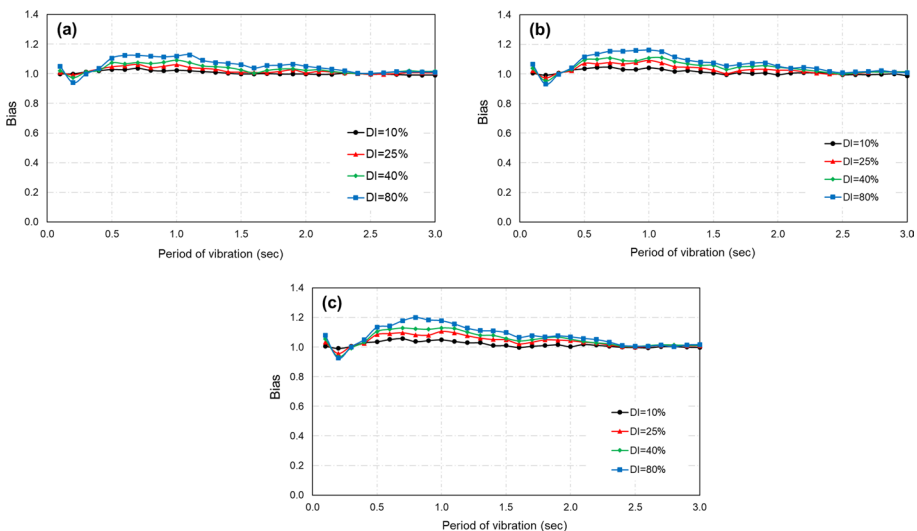 (a)
1.4
1.2
1.0
0.8
0.6
0.4
0.2
0.0
Bias
DI=10%
DI=25%
DI=40%
DI=80%
0.0 0.5 1.0 1.5 2.0 2.5 3.0
Period of vibration (sec)
(b)
1.4
1.2
1.0
0.8
0.6
0.4
0.2
0.0
Bias
DI=10%
DI=25%
DI=40%
DI=80%
0.0 0.5 1.0 1.5 2.0 2.5 3.0
Period of vibration (sec)
(c)
1.4
1.2
1.0
0.8
0.6
0.4
0.2
0.0
Bias
DI=10%
DI=25%
DI=40%
DI=80%
0.0 0.5 1.0 1.5 2.0 2.5 3.0
Period of vibration (sec)